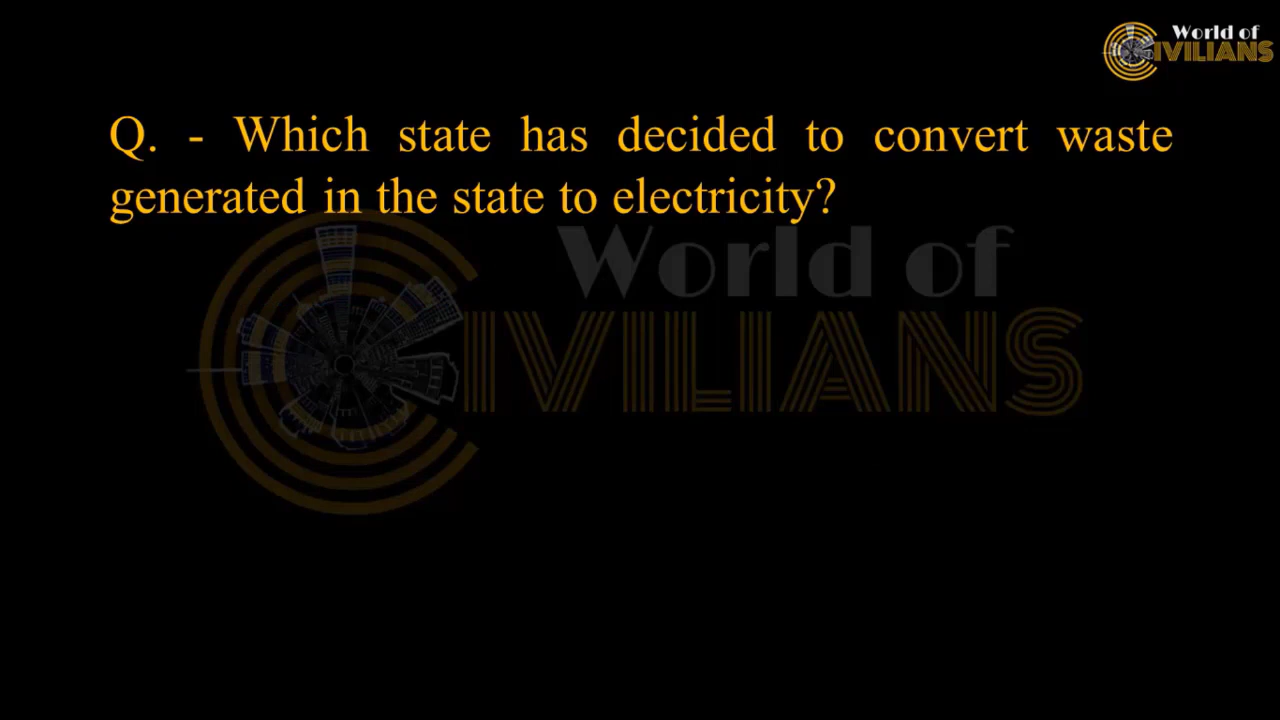 World of
CIVILIANS
Q. - Which state has decided to convert waste
generated in the state to electricity?
World of
CIVILIANS